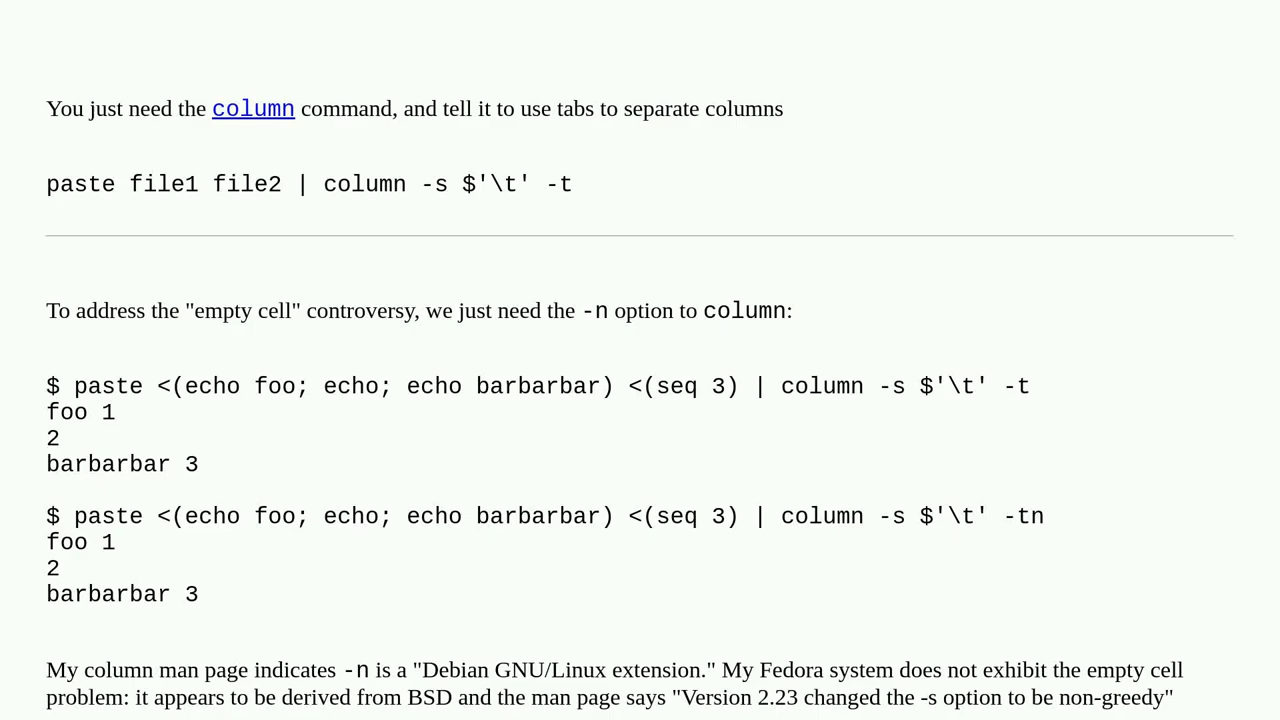 You just need the column command, and tell it to use tabs to separate columns
paste file1 file2 | column -s $'\t' -t
To address the "empty cell" controversy, we just need the -n option to column:
$ paste <(echo foo; echo; echo barbarbar) <(seq 3) | column -s $'\t' -t
foo 1
2
barbarbar 3
$ paste <(echo foo; echo; echo barbarbar) <(seq 3) | column -s $'\t' -tn
foo 1
2
barbarbar 3
My column man page indicates -n is a "Debian GNU/Linux extension." My Fedora system does not exhibit the empty cell
problem: it appears to be derived from BSD and the man page says "Version 2.23 changed the -s option to be non-greedy"